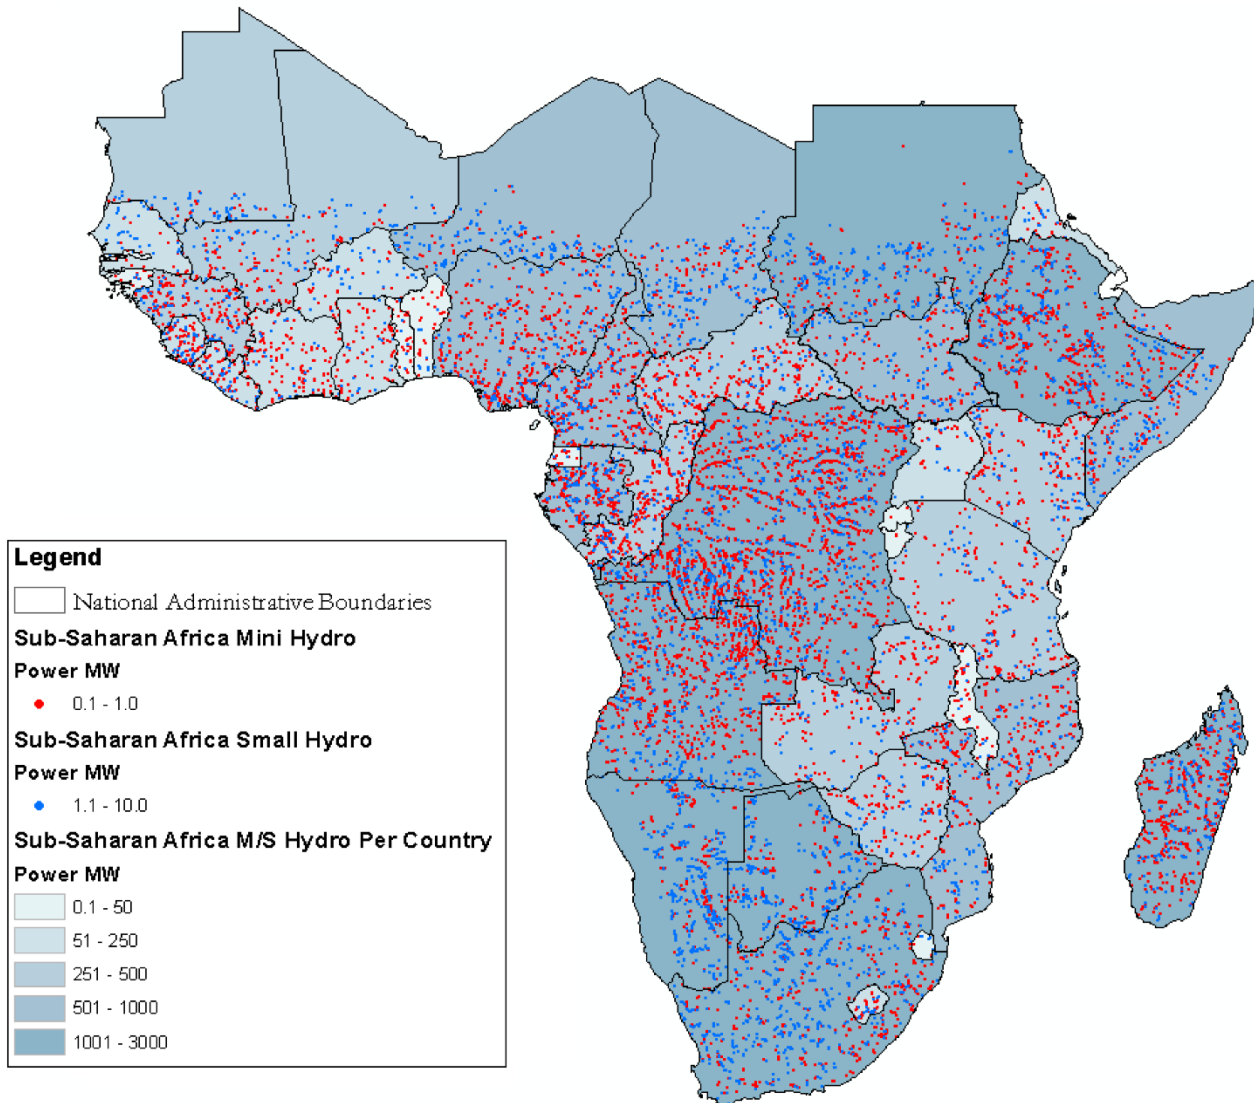 Legend
National Administrative Boundaries
Sub-Saharan Africa Mini Hydro
Power MW
0.1 - 1.0
Sub-Saharan Africa Small Hydro
Power MW
1.1 - 10.0
Sub-Saharan Africa M/S Hydro Per Country
Power MW
0.1 - 50
51 - 250
251 - 500
501 - 1000
1001 - 3000